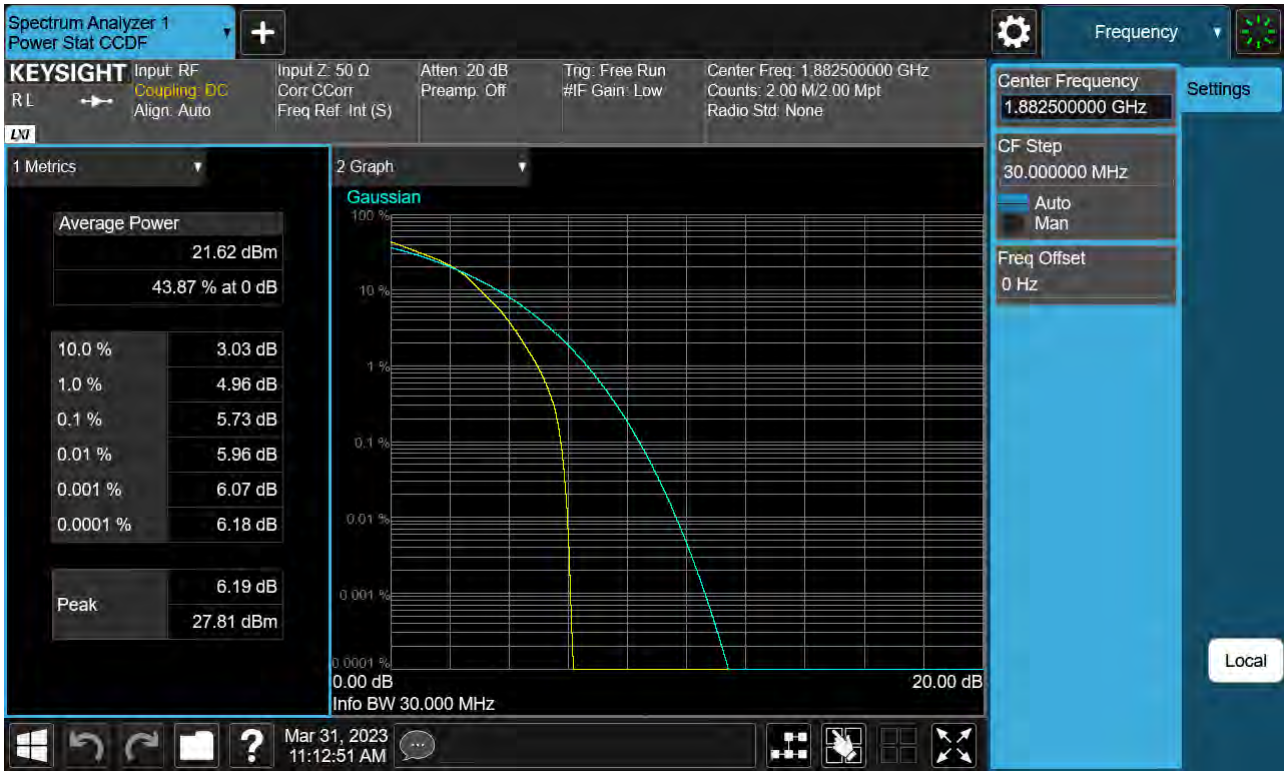 Spectrum Analyzer 1
Power Stat CCDF
▼
+
Frequency ▼
KEYSIGHT
RL
LXI
Input: RF
Coupling: DC
Align: Auto
Input Z: 50 Ω
Corr CCorr
Freq Ref: Int (S)
Atten: 20 dB
Preamp: Off
Trig: Free Run
#IF Gain: Low
Center Freq: 1.882500000 GHz
Counts: 2.00 M/2.00 Mpt
Radio Std: None
Center Frequency
1.882500000 GHz
Settings
CF Step
30.000000 MHz
Auto
Man
Freq Offset
0 Hz
1 Metrics ▼
Average Power
21.62 dBm
43.87 % at 0 dB
10.0 % 3.03 dB
1.0 % 4.96 dB
0.1 % 5.73 dB
0.01 % 5.96 dB
0.001 % 6.07 dB
0.0001 % 6.18 dB
Peak 6.19 dB
27.81 dBm
2 Graph ▼
Gaussian
100 %
10 %
1 %
0.1 %
0.01 %
0.001 %
0.0001 %
0.00 dB 20.00 dB
Info BW 30.000 MHz
Local
?
Mar 31, 2023
11:12:51 AM